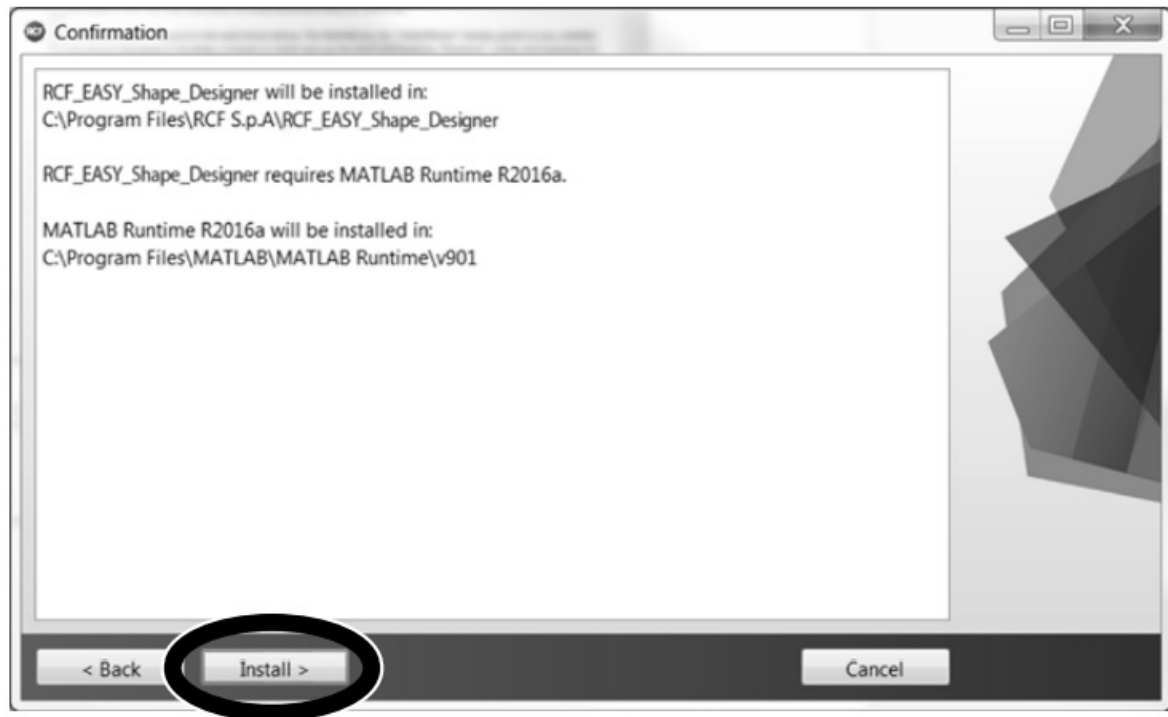 Confirmation
RCF_EASY_Shape_Designer will be installed in:
C:\Program Files\RCF S.p.A\RCF_EASY_Shape_Designer
RCF_EASY_Shape_Designer requires MATLAB Runtime R2016a.
MATLAB Runtime R2016a will be installed in:
C:\Program Files\MATLAB\MATLAB Runtime\v901
< Back
Install >
Cancel